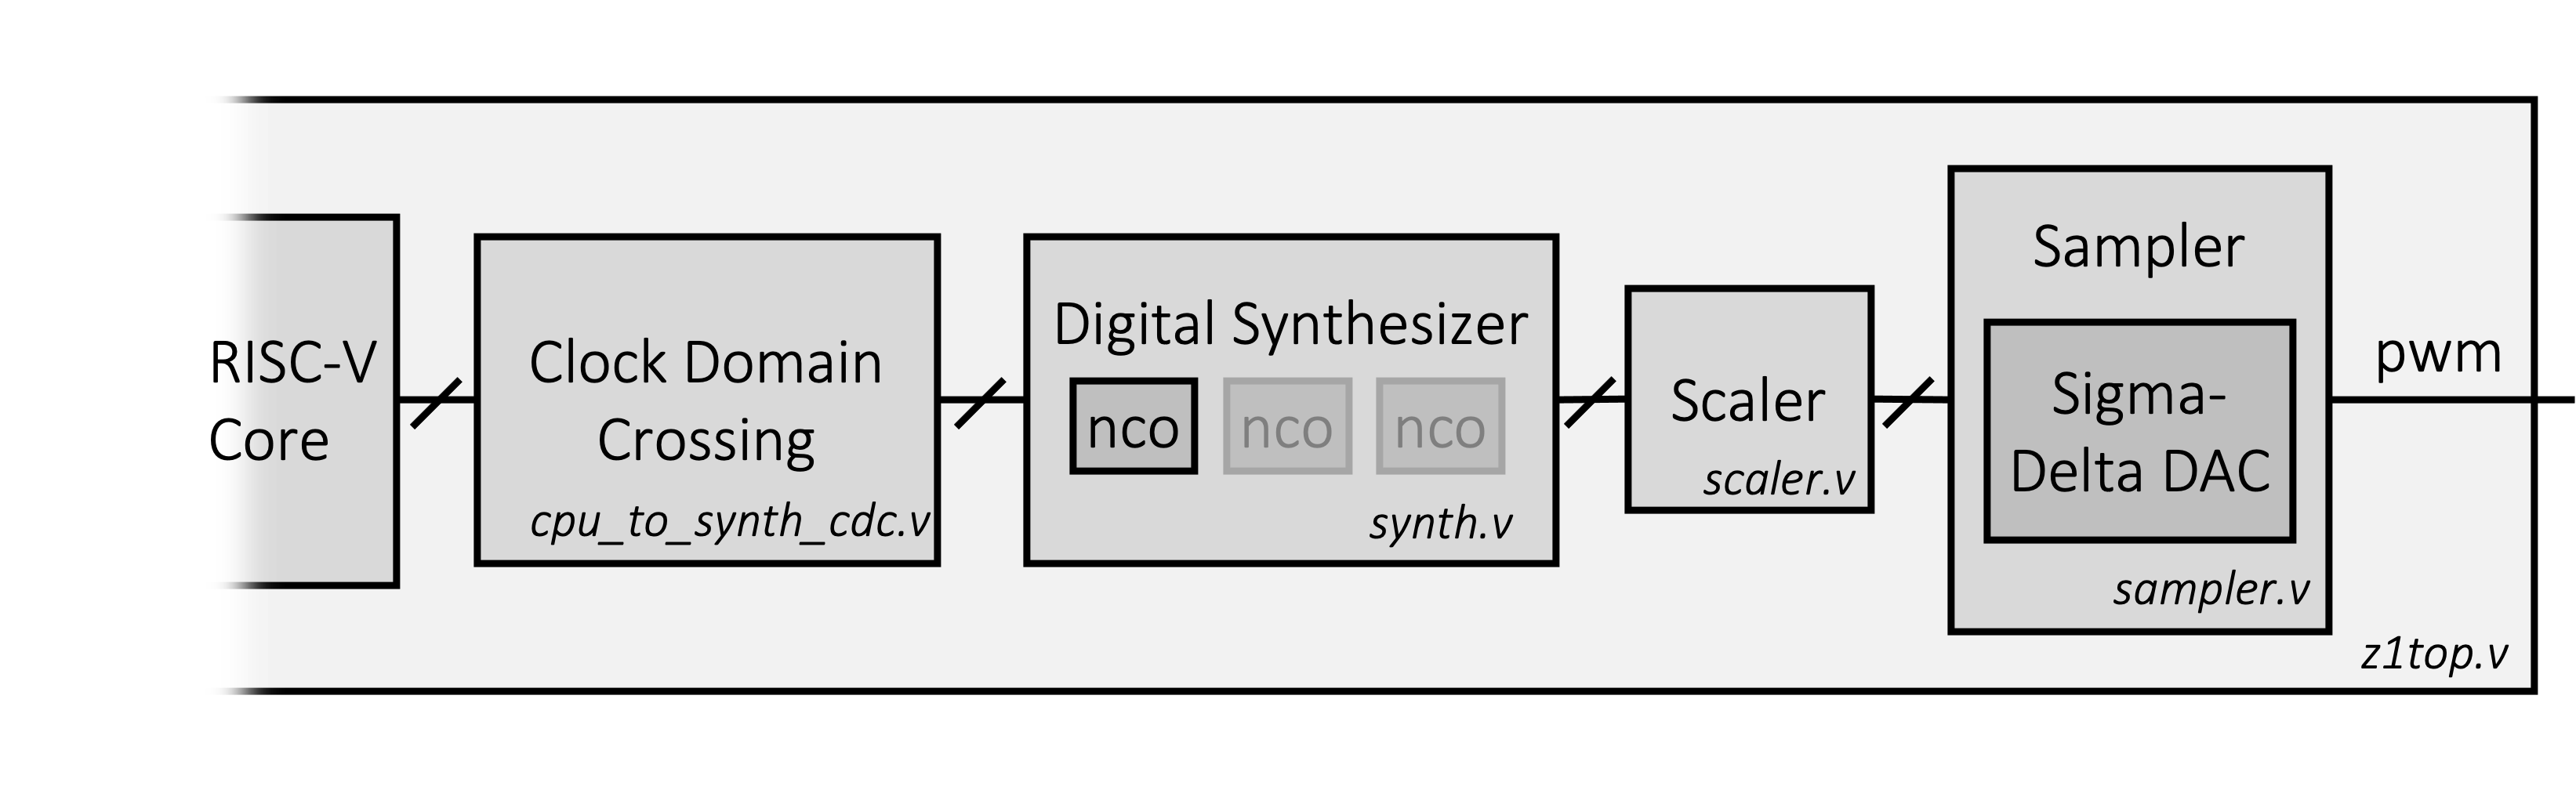 RISC-V
Core
Clock Domain
Crossing
cpu_to_synth_cdc.v
Digital Synthesizer
nco nco nco
synth.v
Scaler
scaler.v
Sampler
Sigma-
Delta DAC
sampler.v
pwm
z1top.v